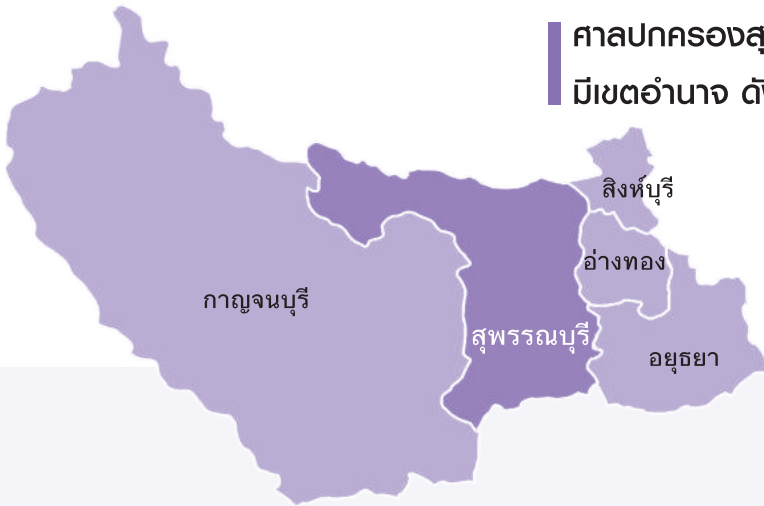 ศาลปกครองสุ
มีเขตอำนาจ ดั
สิงห์บุรี
อ่างทอง
กาญจนบุรี
สุพรรณบุรี
อยุธยา